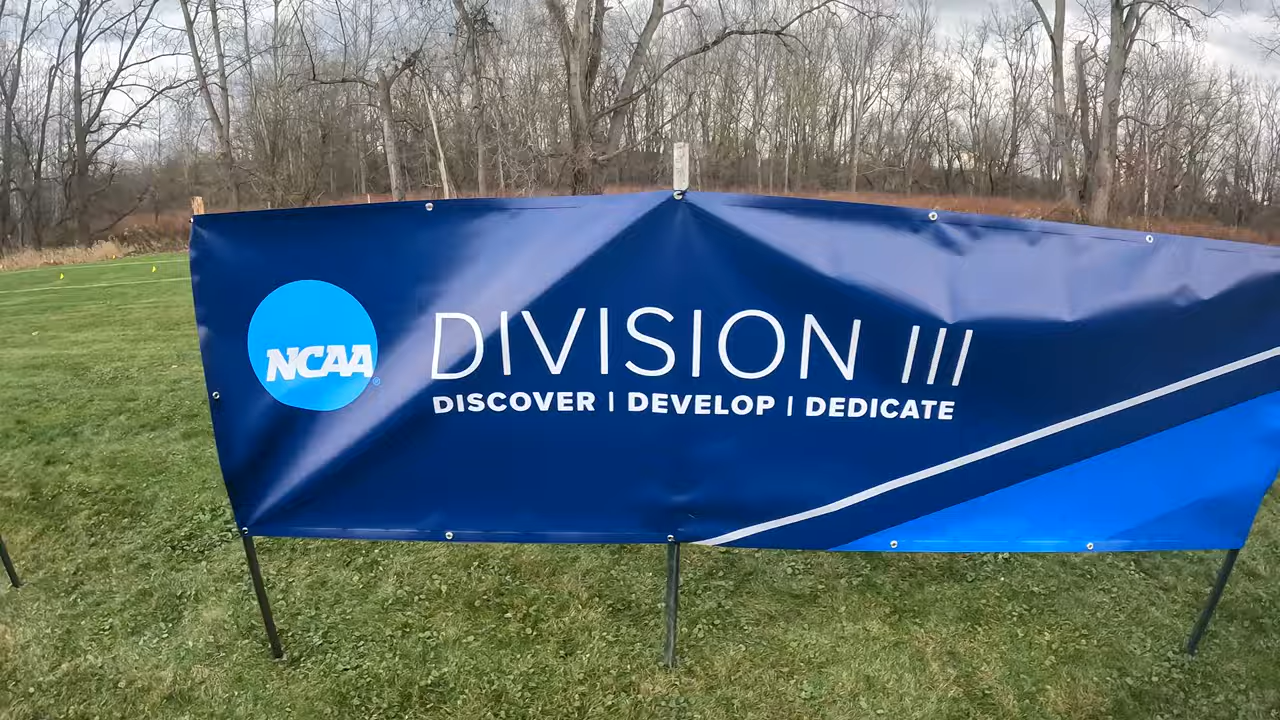 NCAA
DIVISION III
DISCOVER | DEVELOP | DEDICATE